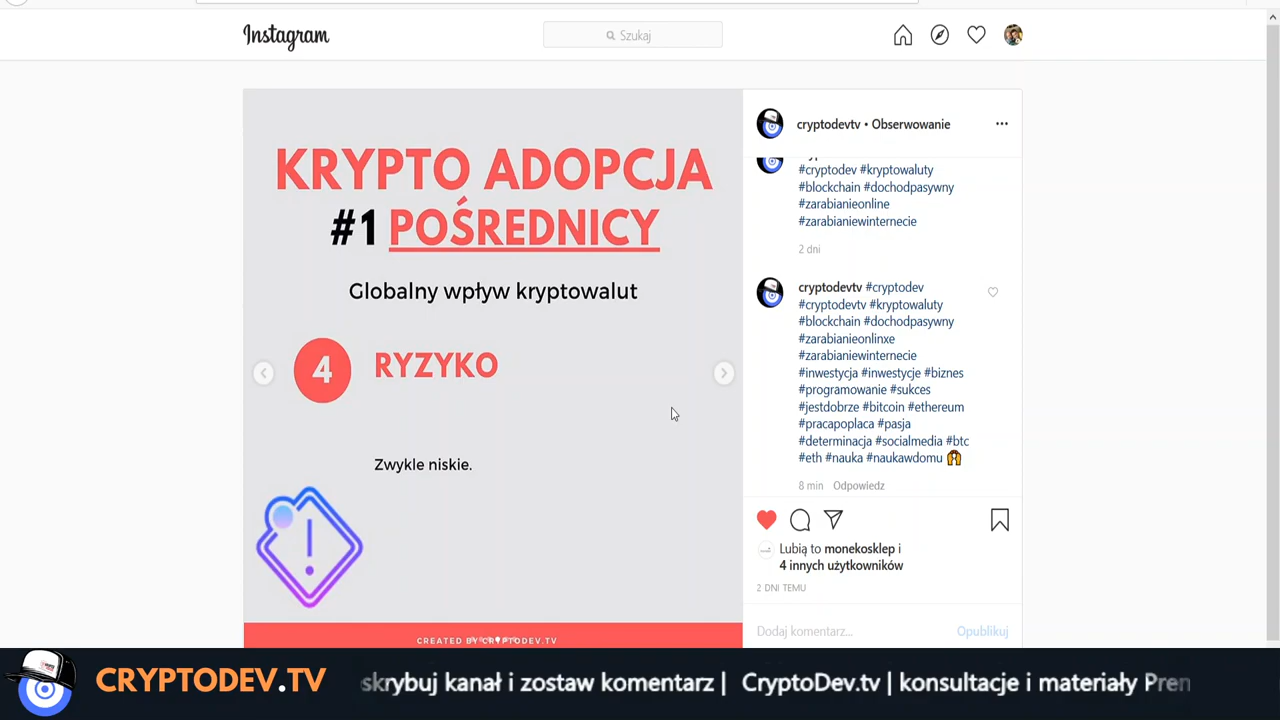 Instagram
Szukaj
KRYPTO ADOPCJA
#1 POŚREDNICY
Globalny wpływ kryptowalut
4 RYZYKO
Zwykle niskie.
CREATED BY CRYPTODEV.TV
cryptodevtv • Obserwowanie
#cryptodev #kryptowaluty
#blockchain #dochodpasywny
#zarabianieonline
#zarabianiewinternecie
2 dni
cryptodevtv #cryptodev
#cryptodevtv #kryptowaluty
#blockchain #dochodpasywny
#zarabianieonlinxe
#zarabianiewinternecie
#inwestycja #inwestycje #biznes
#programowanie #sukces
#jestdobrze #bitcoin #ethereum
#pracapoplaca #pasja
#determinacja #socialmedia #btc
#eth #nauka #naukawdomu
8 min Odpowiedz
Lubią to monekosklep i
4 innych użytkowników
2 DNI TEMU
Dodaj komentarz... Opublikuj
CRYPTODEV.TV
skrybuj kanał i zostaw komentarz | CryptoDev.tv | konsultacje i materiały Pren